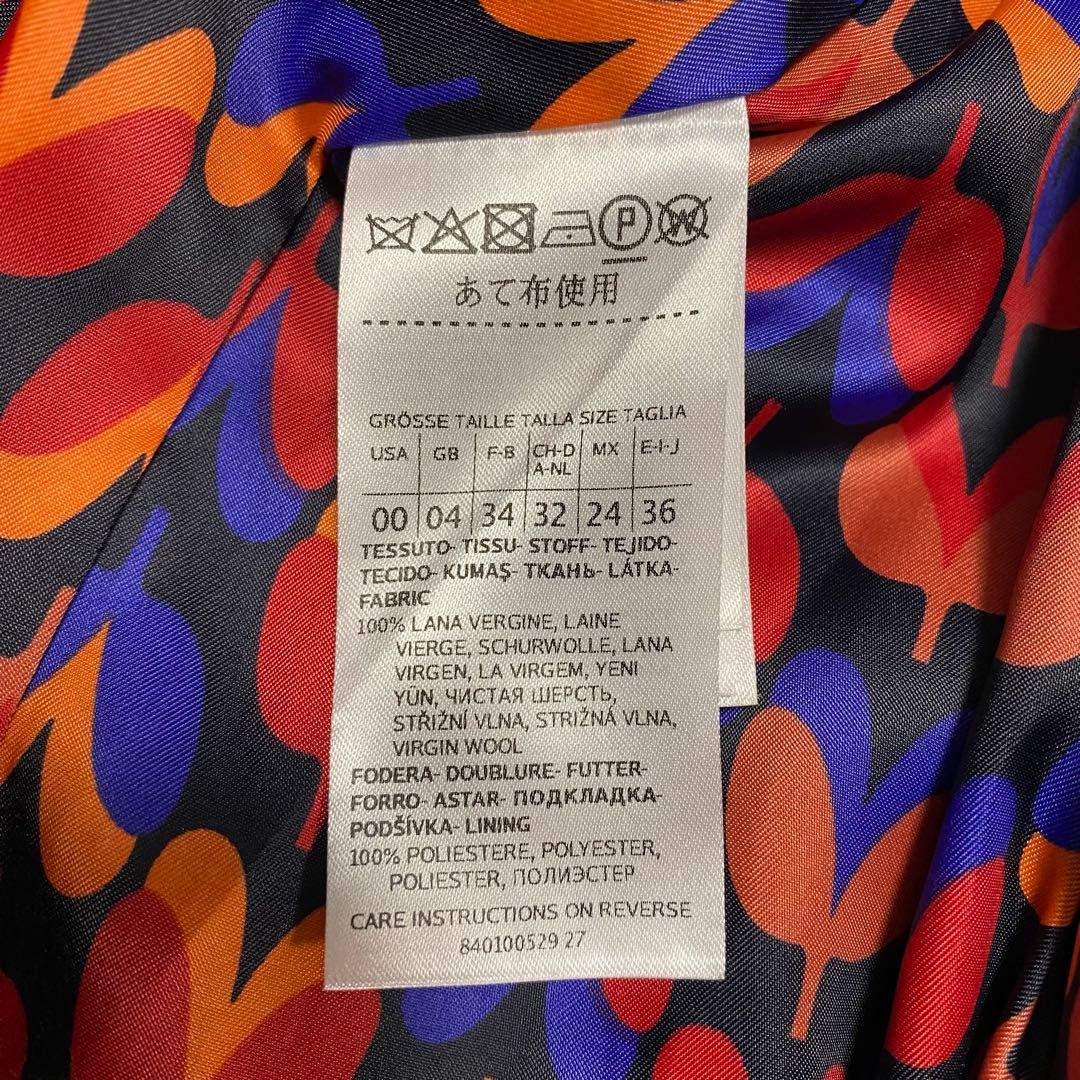 P W
あて布使用
GRÖSSE TAILLE TALLA SIZE TAGLIA
USA GB F-B CH-D A-NL MX E-I-J
00 04 34 32 24 36
TESSUTO- TISSU- STOFF- TEJIDO-
TECIDO- KUMAŞ- ТКАНЬ- LÁTKA-
FABRIC
100% LANA VERGINE, LAINE
VIERGE, SCHURWOLLE, LANA
VIRGEN, LA VIRGEM, YENI
YÜN, ЧИСТАЯ ШЕРСТЬ,
STŘIŽNÍ VLNA, STRIŽNÁ VLNA,
VIRGIN WOOL
FODERA- DOUBLURE- FUTTER-
FORRO- ASTAR- ПОДКЛАДКА-
PODŠÍVKA- LINING
100% POLIESTERE, POLYESTER,
POLIESTER, ПОЛИЭСТЕР
CARE INSTRUCTIONS ON REVERSE
840100529 27